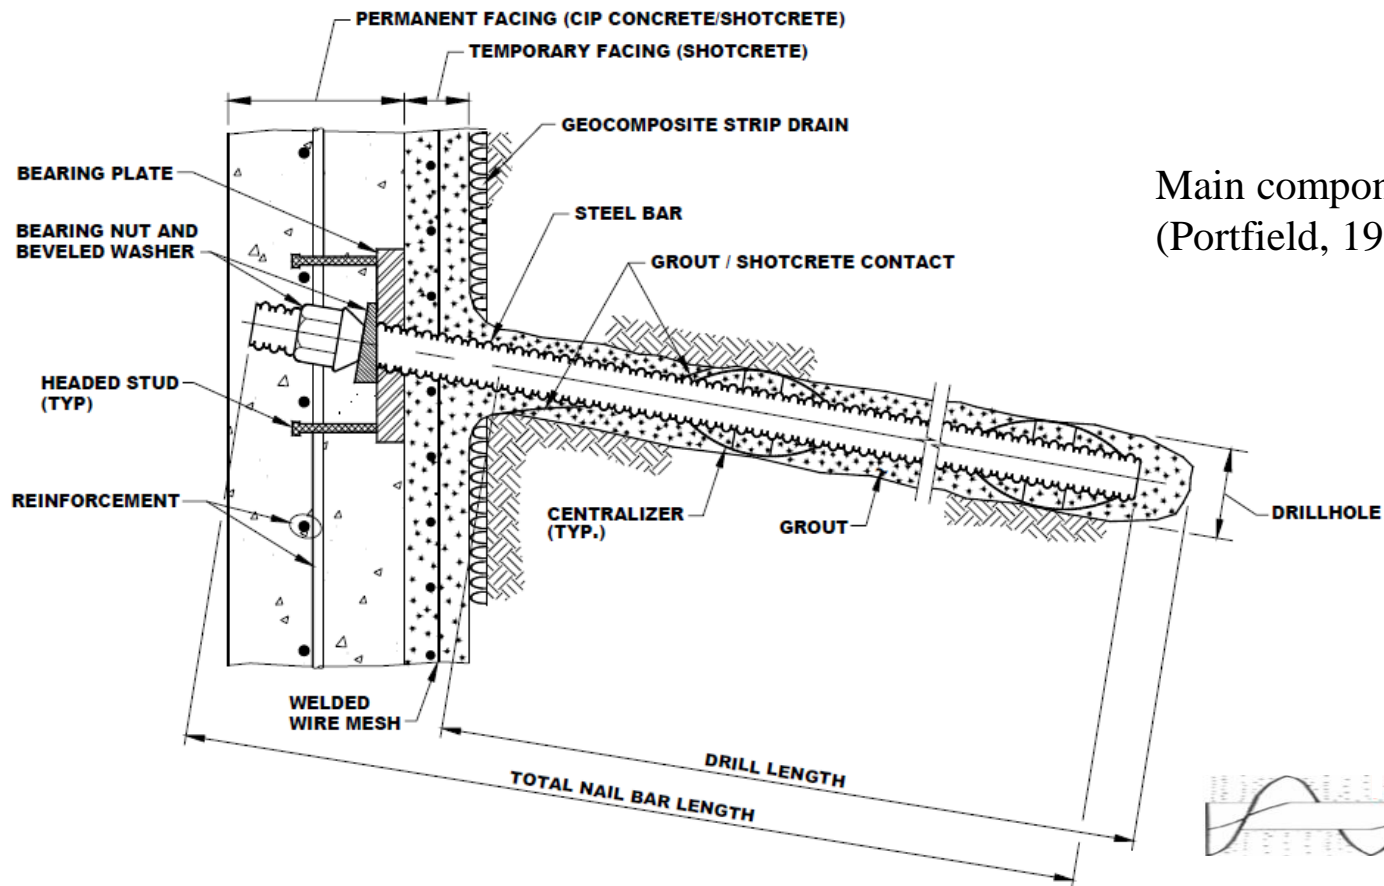 PERMANENT FACING (CIP CONCRETE/SHOTCRETE)
TEMPORARY FACING (SHOTCRETE)
GEOCOMPOSITE STRIP DRAIN
BEARING PLATE
STEEL BAR
BEARING NUT AND
BEVELED WASHER
GROUT / SHOTCRETE CONTACT
HEADED STUD
(TYP)
REINFORCEMENT
CENTRALIZER
(TYP.)
GROUT
DRILLHOLE
WELDED
WIRE MESH
DRILL LENGTH
TOTAL NAIL BAR LENGTH
Main
(Portfield,